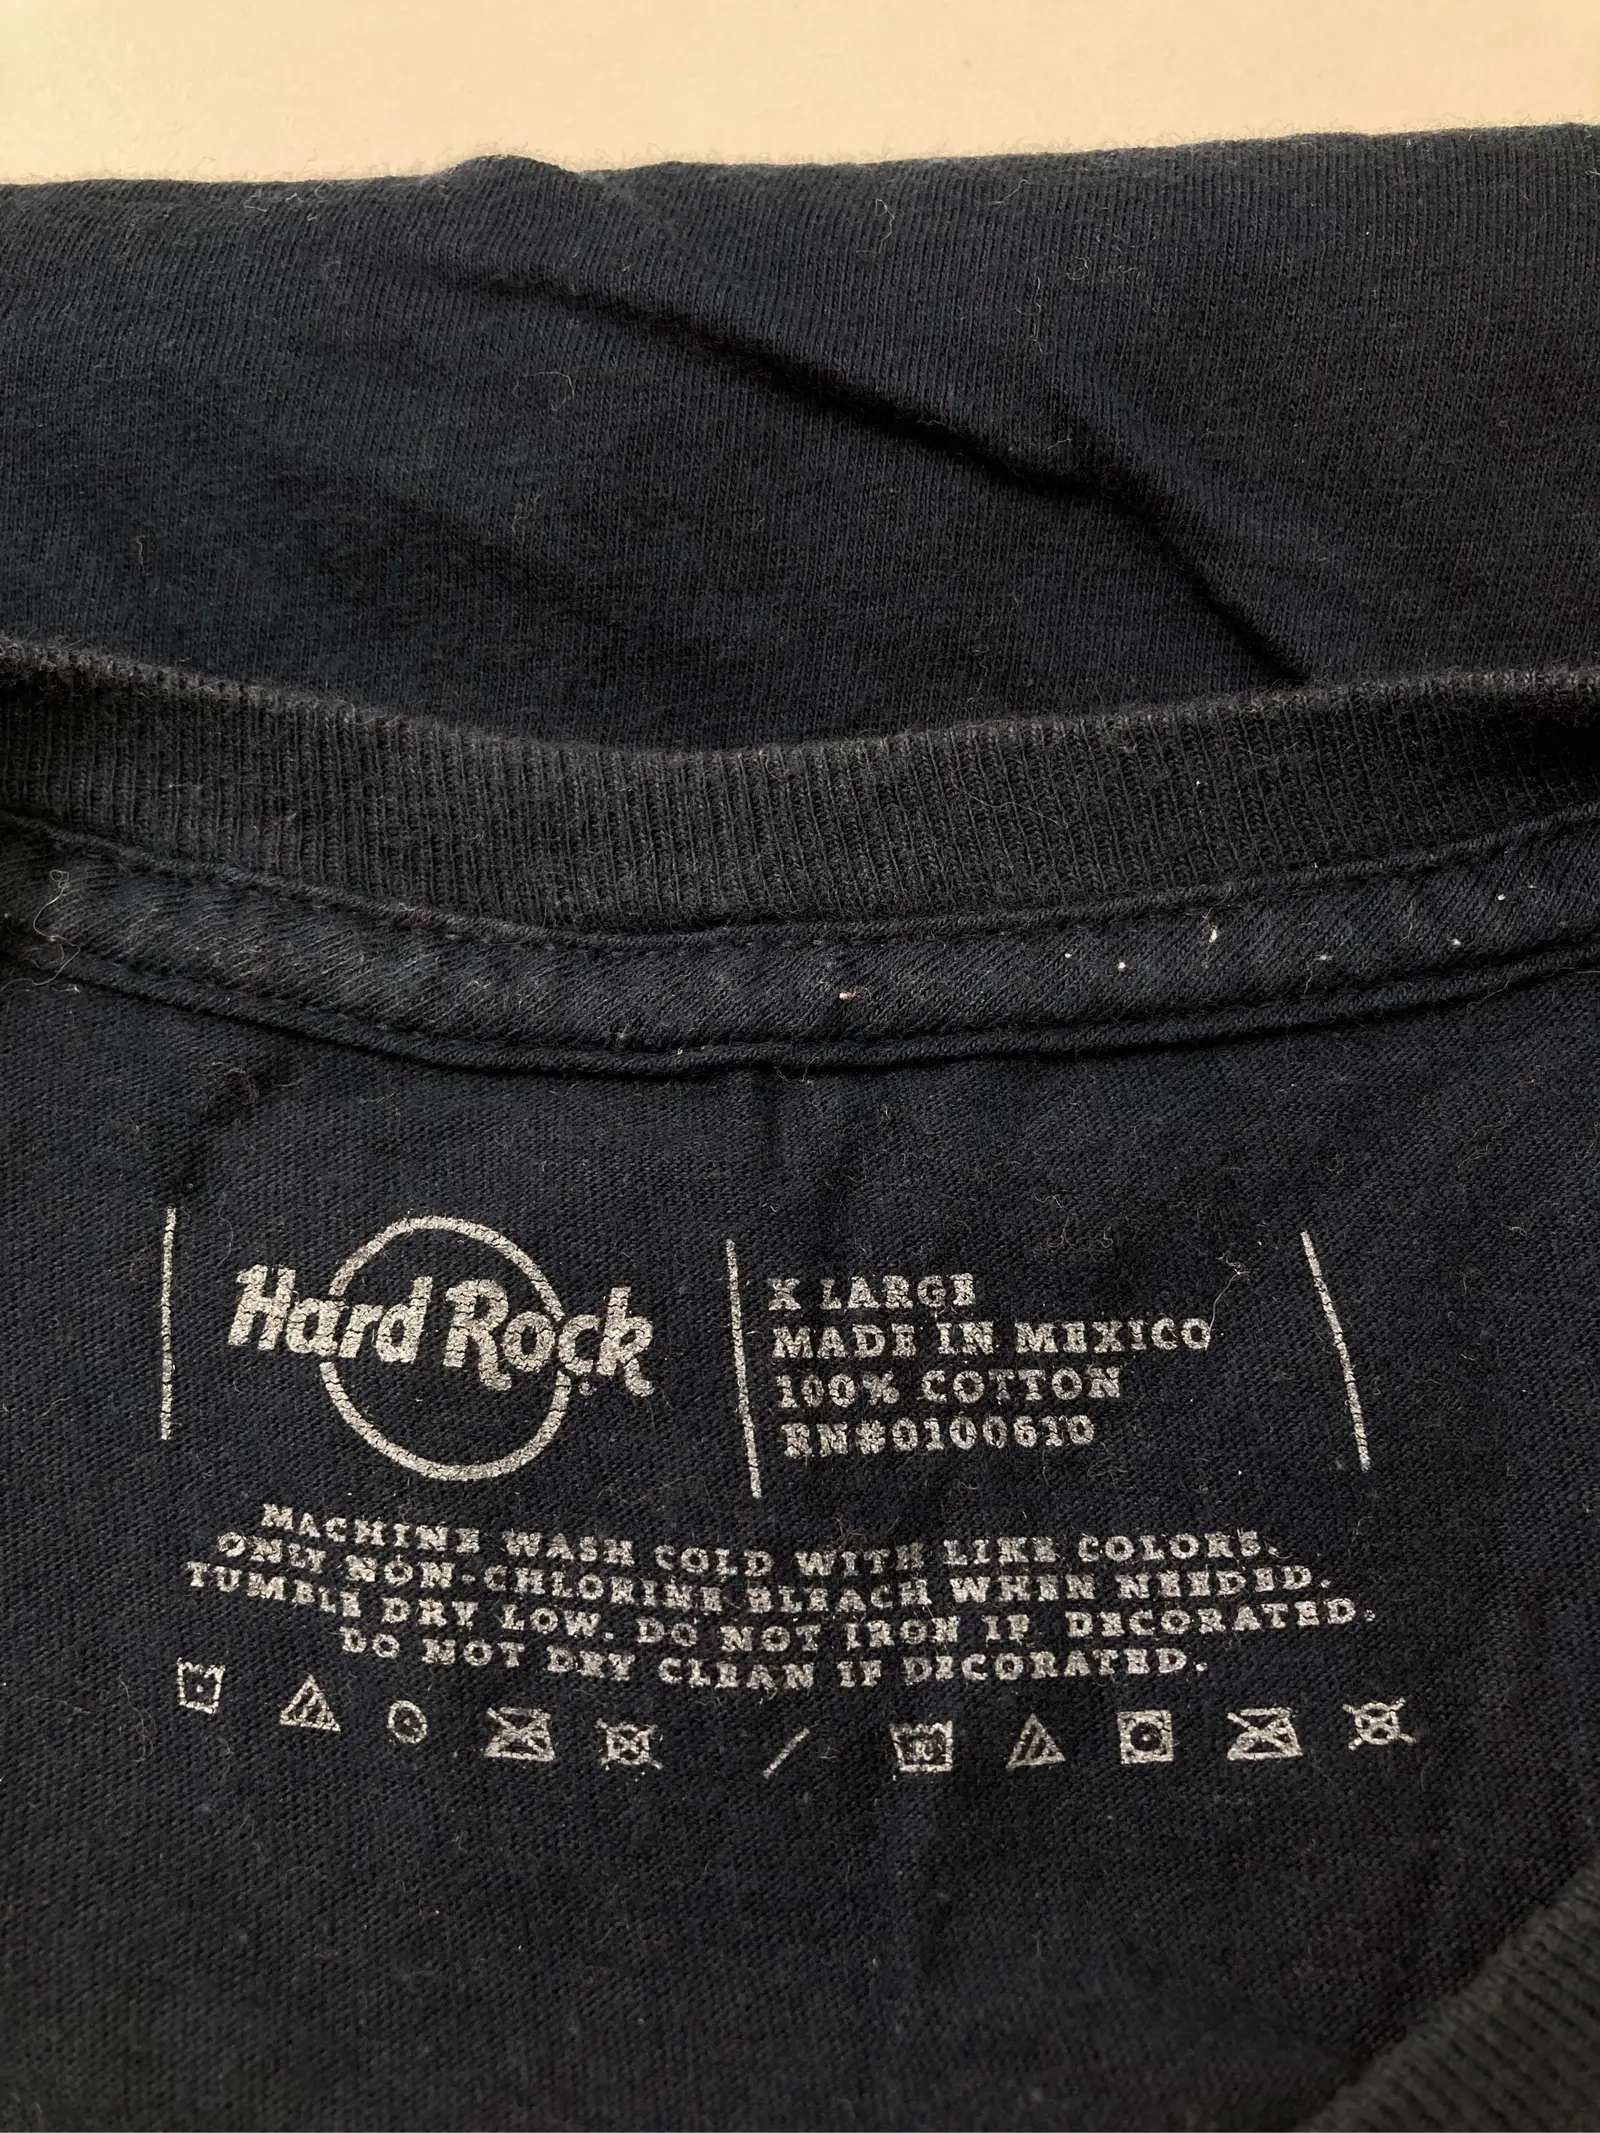 Hard Rock
X LARGE
MADE IN MEXICO
100% COTTON
RN#0100610
MACHINE WASH COLD WITH LIKE COLORS.
ONLY NON-CHLORINE BLEACH WHEN NEEDED.
TUMBLE DRY LOW. DO NOT IRON IF DECORATED.
DO NOT DRY CLEAN IF DECORATED.